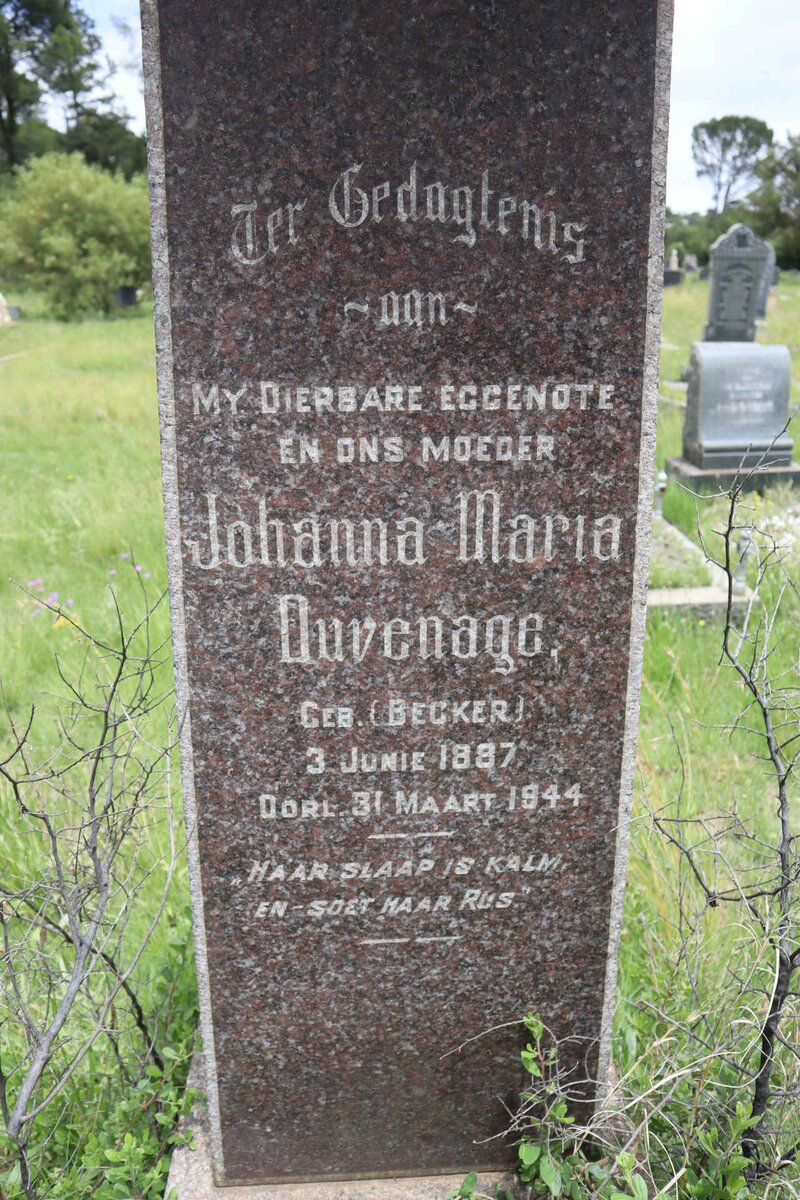 Ter Gedagtenis
~aan~
MY DIERBARE EGGENOTE
EN ONS MOEDER
Johanna Maria
Duvenage,
GEB. (BECKER)
3 JUNIE 1887
OORL. 31 MAART 1944
„HAAR SLAAP IS KALM,
EN-SOET HAAR RUS"